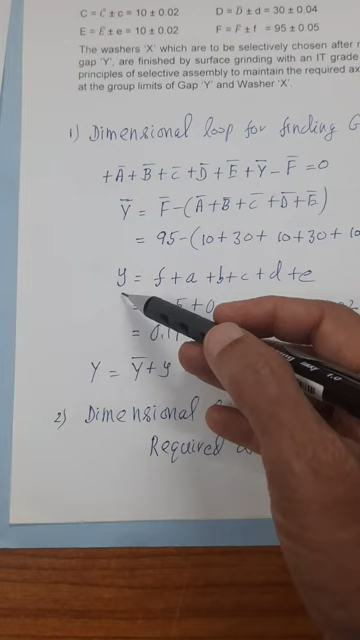 C = C̄ ± c = 10 ± 0.02 D = D̄ ± d = 30 ± 0.04
E = Ē ± e = 10 ± 0.02 F = F̄ ± f = 95 ± 0.05
The washers 'X' which are to be selectively chosen after
gap 'Y', are finished by surface grinding with an IT grade
principles of selective assembly to maintain the required
at the group limits of Gap 'Y' and Washer 'X'.
1) Dimensional loop for finding G
+Ā + B̄ + C̄ + D̄ + Ē + Ȳ − F̄ = 0
Ȳ = F̄ − (Ā + B̄ + C̄ + D̄ + Ē)
= 95 − (10 + 30 + 10 + 30 + 10
y = f + a + b + c + d + e
Y = Ȳ + y
2) Dimensional
Required